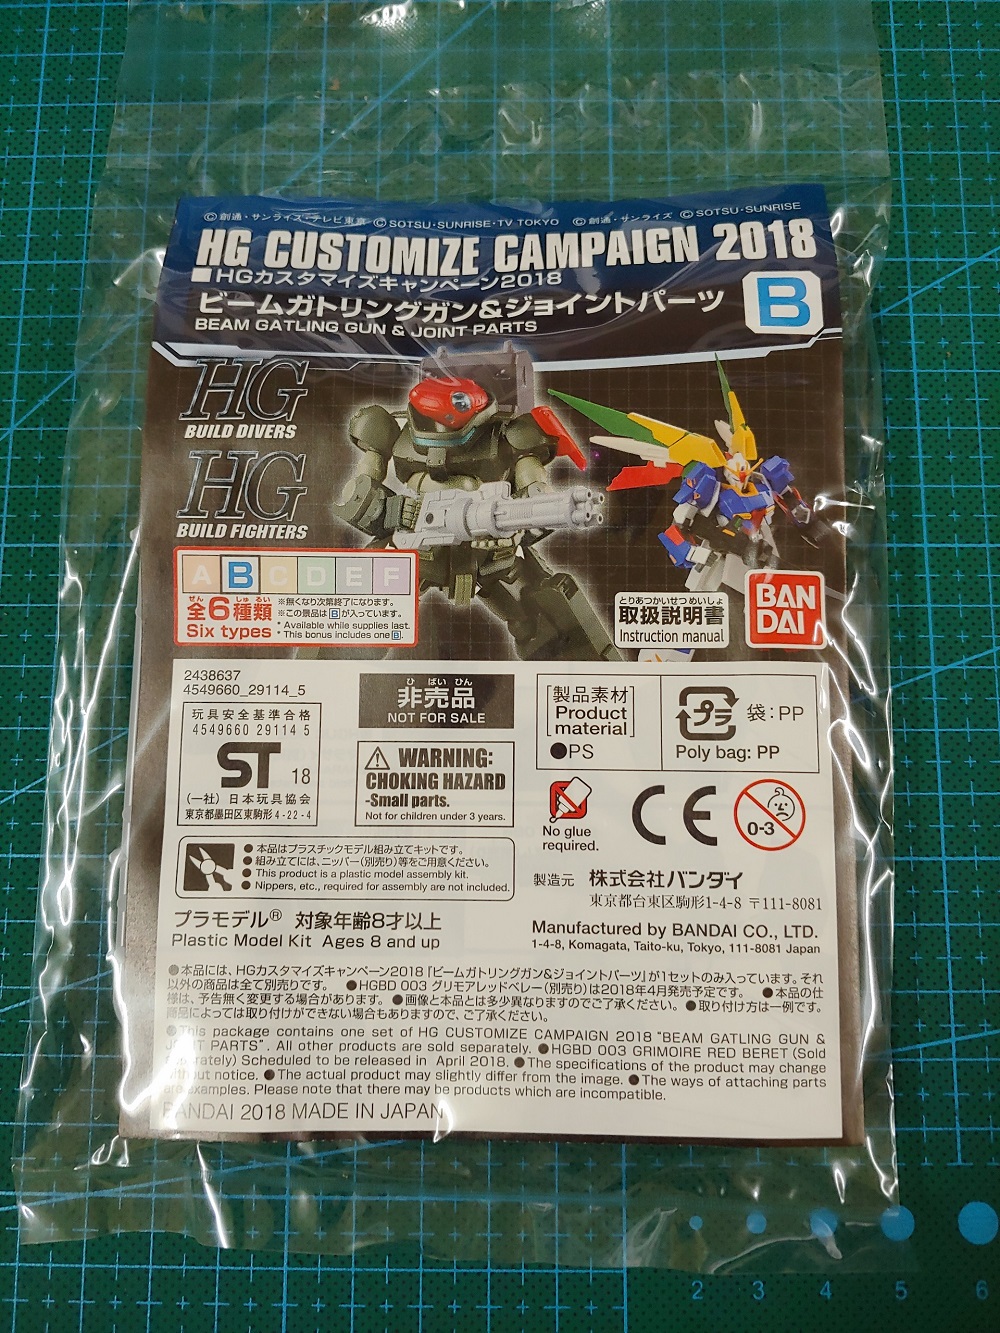 ©創通・サンライズ・テレビ東京 ©SOTSU・SUNRISE・TV TOKYO ©創通・サンライズ ©SOTSU・SUNRISE
HG CUSTOMIZE CAMPAIGN 2018
HGカスタマイズキャンペーン2018
ビームガトリングガン&ジョイントパーツ
BEAM GATLING GUN & JOINT PARTS
B
HG
BUILD DIVERS
HG
BUILD FIGHTERS
A B C D E F
ぜん しゅ るい
全6種類
Six types
※無くなり次第終了になります。
※この景品はBが入っています。
* Available while supplies last.
* This bonus includes one B.
とりあつかいせつめいしょ
取扱説明書
Instruction manual
BAN
DAI
2438637
4549660_29114_5
玩具安全基準合格
4549660 29114 5
ST 18
(一社)日本玩具協会
東京都墨田区東駒形4-22-4
ひ ばい ひん
非売品
NOT FOR SALE
WARNING:
CHOKING HAZARD
-Small parts.
Not for children under 3 years.
[製品素材]
[Product material]
●PS
プラ
袋:PP
Poly bag: PP
No glue required.
CE
0-3
●本品はプラスチックモデル組み立てキットです。
●組み立てには、ニッパー(別売り)等をご用意ください。
●This product is a plastic model assembly kit.
●Nippers, etc., required for assembly are not included.
プラモデル® 対象年齢8才以上
Plastic Model Kit Ages 8 and up
製造元 株式会社バンダイ
東京都台東区駒形1-4-8 〒111-8081
Manufactured by BANDAI CO., LTD.
1-4-8, Komagata, Taito-ku, Tokyo, 111-8081 Japan
●本品には、HGカスタマイズキャンペーン2018「ビームガトリングガン&ジョイントパーツ」が1セットのみ入っています。それ
以外の商品は全て別売りです。 ●HGBD 003 グリモアレッドベレー(別売り)は2018年4月発売予定です。 ●本品の仕
様は、予告無く変更する場合があります。●画像と本品とは多少異なりますのでご了承ください。●取り付け方は一例です。
商品によっては取り付けができない場合もありますので、ご了承ください。
●This package contains one set of HG CUSTOMIZE CAMPAIGN 2018 "BEAM GATLING GUN &
JOINT PARTS". All other products are sold separately. ●HGBD 003 GRIMOIRE RED BERET (Sold
separately) Scheduled to be released in April 2018. ●The specifications of the product may change
without notice. ●The actual product may slightly differ from the image. ●The ways of attaching parts
are examples. Please note that there may be products which are incompatible.
BANDAI 2018 MADE IN JAPAN
2 3 4 5 6